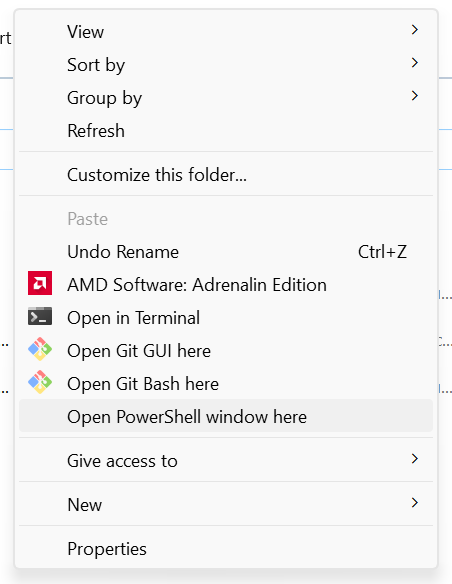 View
Sort by
Group by
Refresh
Customize this folder...
Paste
Undo Rename Ctrl+Z
AMD Software: Adrenalin Edition
Open in Terminal
Open Git GUI here
Open Git Bash here
Open PowerShell window here
Give access to
New
Properties